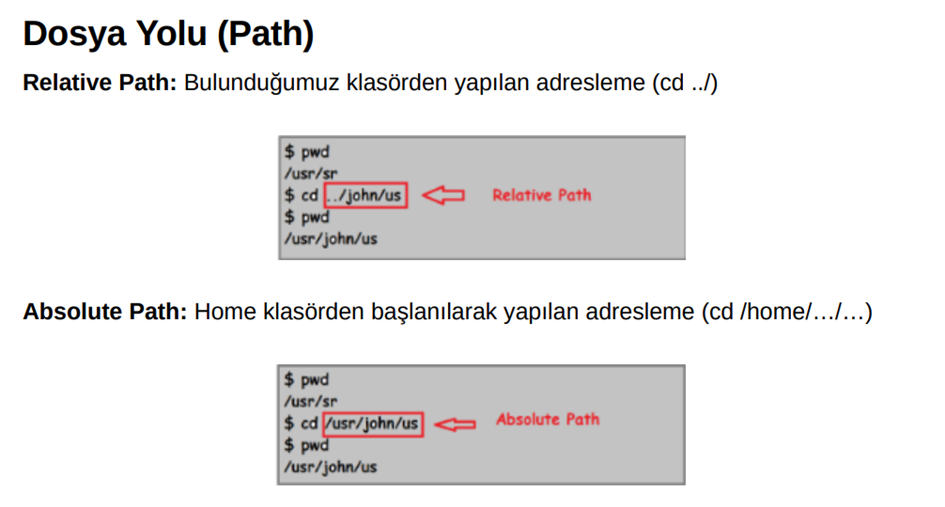 Dosya Yolu (Path)
Relative Path: Bulunduğumuz klasörden yapılan adresleme (cd ../)
$ pwd
/usr/sr
$ cd ../john/us Relative Path
$ pwd
/usr/john/us
Absolute Path: Home klasörden başlanılarak yapılan adresleme (cd /home/…/…)
$ pwd
/usr/sr
$ cd /usr/john/us Absolute Path
$ pwd
/usr/john/us